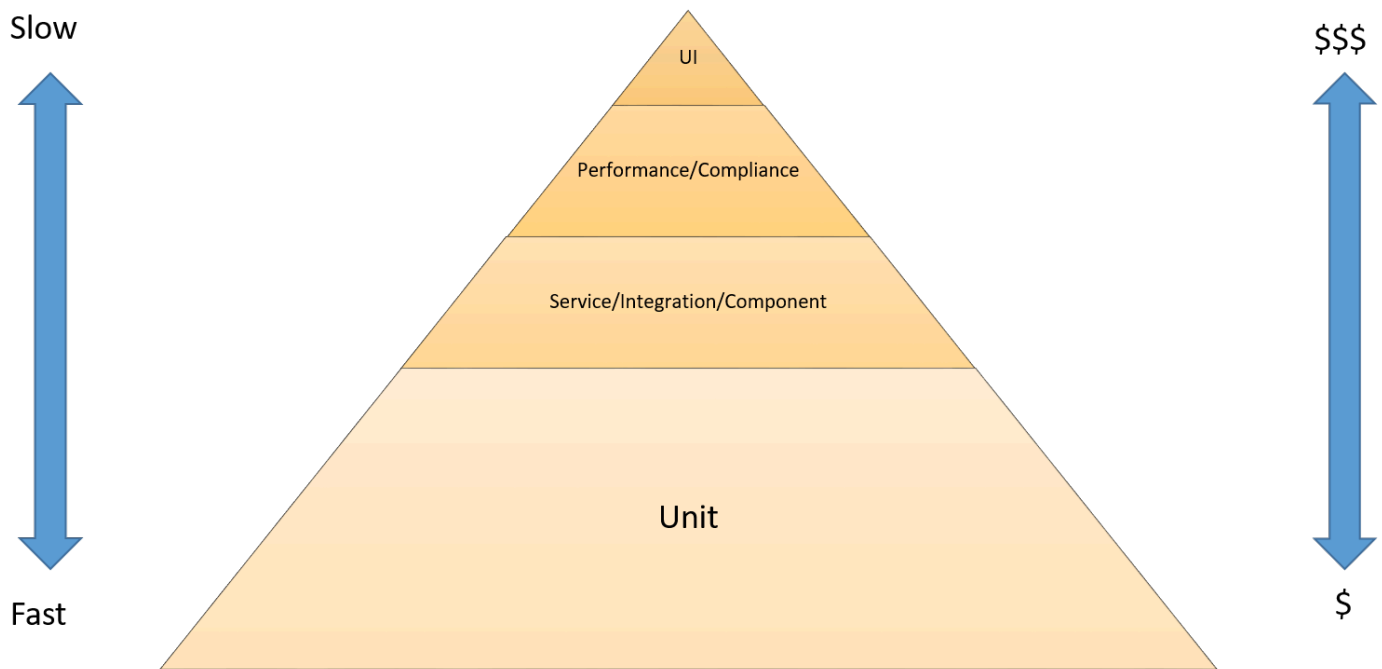 Slow
$$$
UI
Performance/Compliance
Service/Integration/Component
Unit
Fast
$